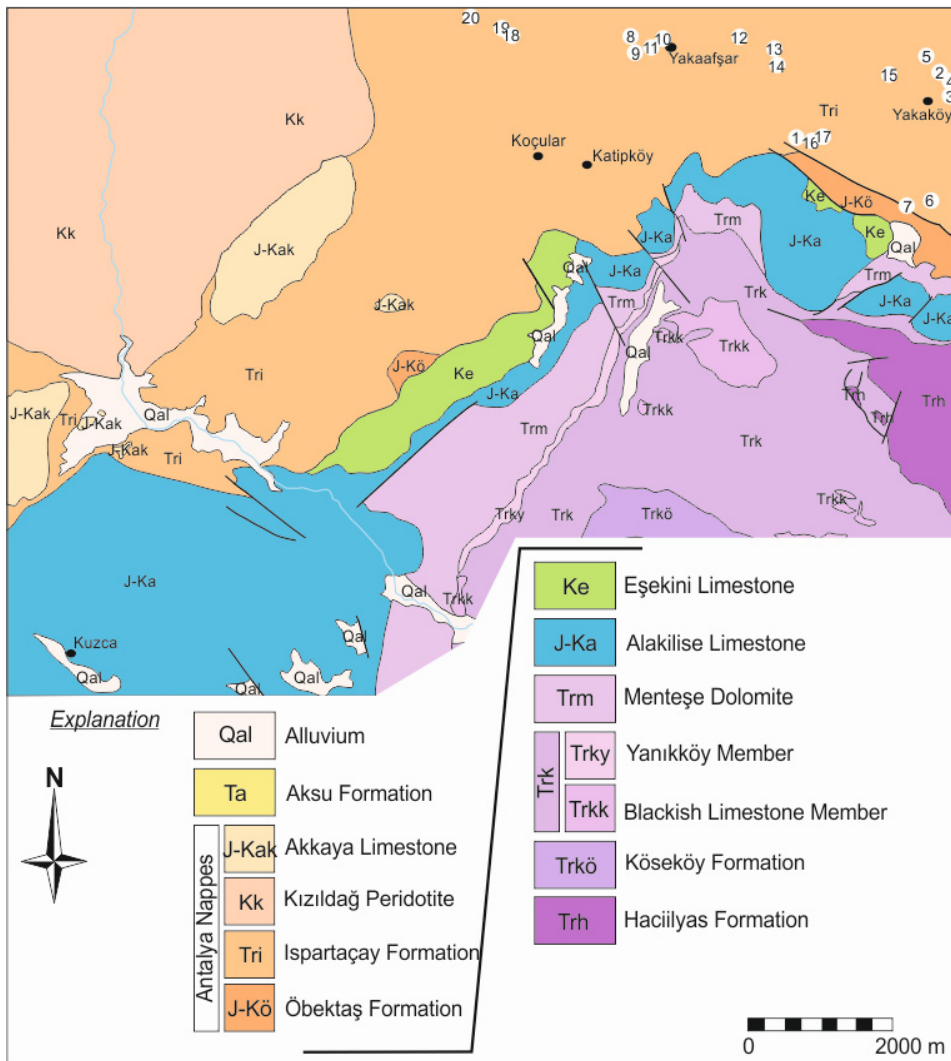 20
19
18
8
10
12
11
9
Yakaafşar
13
14
15
5
2
4
3
Yakaköy
Kk
Tri
Koçular
Katipköy
1
16
17
Ke
J-Kö
7
6
Kk
Trm
J-Ka
J-Ka
Ke
Qal
J-Kak
Qal
J-Ka
Trm
Trk
J-Kak
Trm
J-Ka
J-Ka
Qal
Trkk
Trkk
Qal
J-Kö
Tri
Ke
J-Ka
Trh
Trh
J-Kak
Tri
J-Kak
Qal
Trkk
Trh
J-Kak
Tri
Trm
Trk
Trkk
Trky
Trk
Trkö
J-Ka
Qal
Trkk
Kuzca
Qal
Qal
Qal
Qal
Explanation
N
Qal Alluvium
Ta Aksu Formation
Antalya Nappes
J-Kak Akkaya Limestone
Kk Kızıldağ Peridotite
Tri Ispartaçay Formation
J-Kö Öbektaş Formation
Ke Eşekini Limestone
J-Ka Alakilise Limestone
Trm Menteşe Dolomite
Trk
Trky Yanıkköy Member
Trkk Blackish Limestone Member
Trkö Köseköy Formation
Trh Haciilyas Formation
0 2000 m